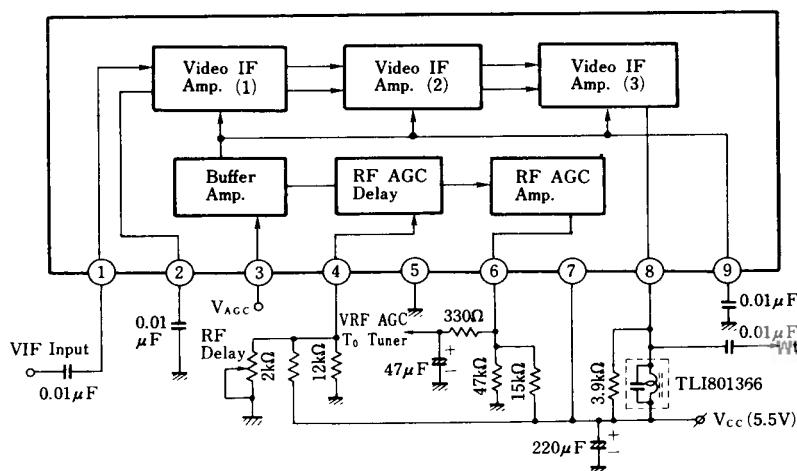 Video IF
Amp. (1)
Video IF
Amp. (2)
Video IF
Amp. (3)
Buffer
Amp.
RF AGC
Delay
RF AGC
Amp.
1
2
3
4
5
6
7
8
9
VAGC
0.01
μF
VIF Input
0.01μF
RF
Delay
2kΩ
12kΩ
VRF AGC
To Tuner
330Ω
47μF
+
−
47kΩ
15kΩ
3.9kΩ
0.01μF
0.01μF
TLI801366
VCC (5.5V)
220μF
+
−